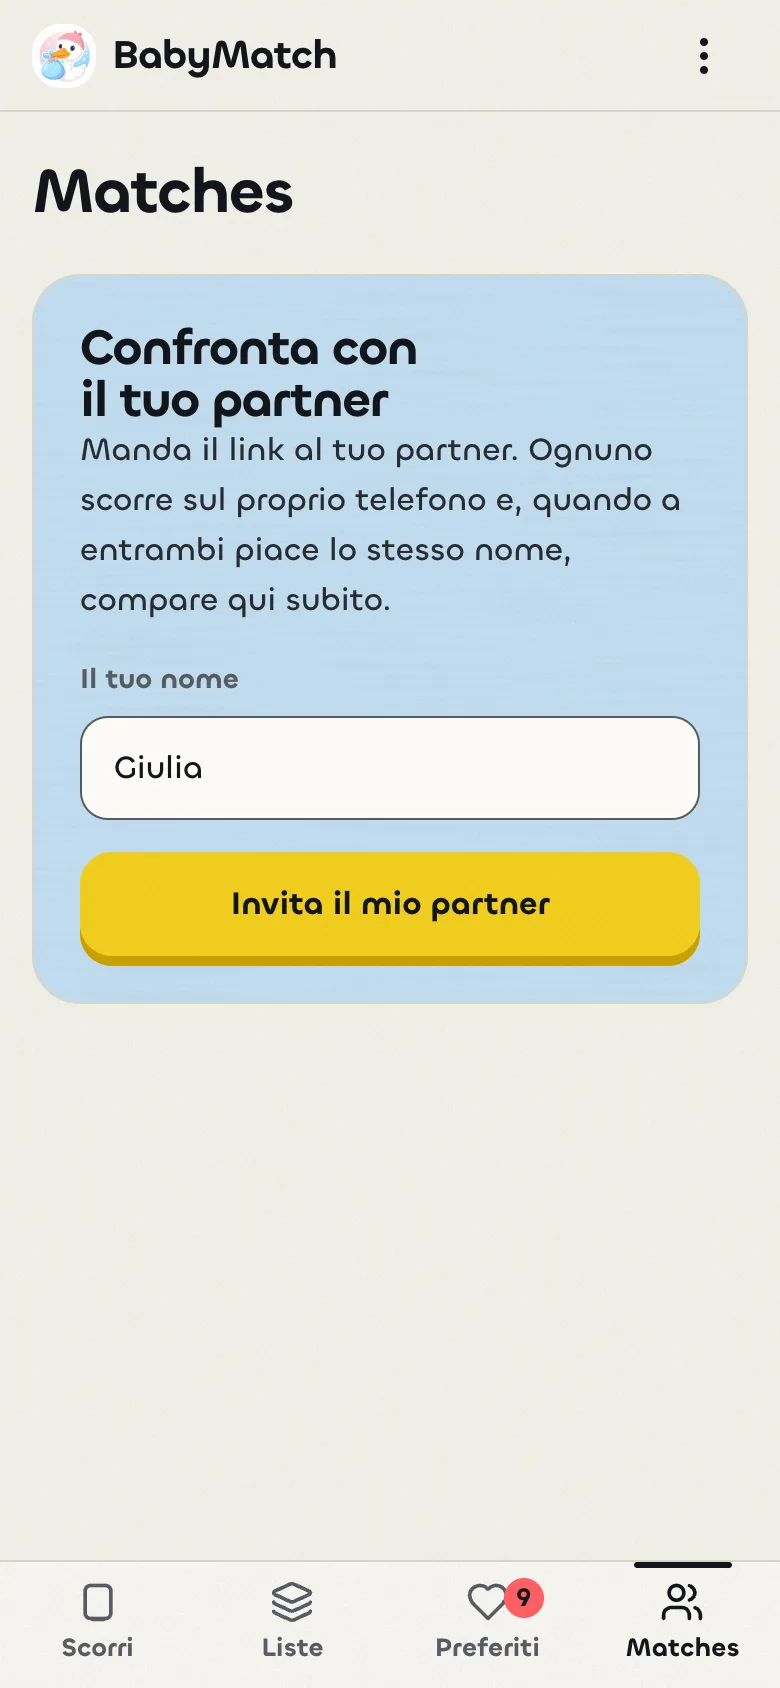 BabyMatch
Matches
Confronta con
il tuo partner
Manda il link al tuo partner. Ognuno
scorre sul proprio telefono e, quando a
entrambi piace lo stesso nome,
compare qui subito.
Il tuo nome
Giulia
Invita il mio partner
9
Scorri
Liste
Preferiti
Matches